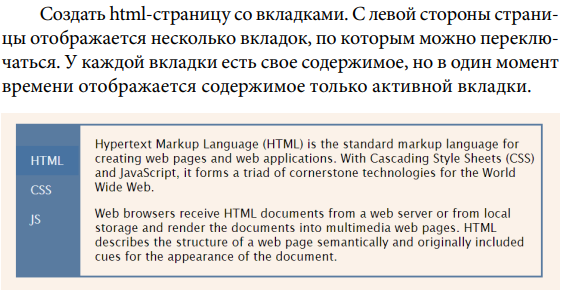 Создать html-страницу со вкладками. С левой стороны страни-
цы отображается несколько вкладок, по которым можно переклю-
чаться. У каждой вкладки есть свое содержимое, но в один момент
времени отображается содержимое только активной вкладки.
HTML
CSS
JS
Hypertext Markup Language (HTML) is the standard markup language for
creating web pages and web applications. With Cascading Style Sheets (CSS)
and JavaScript, it forms a triad of cornerstone technologies for the World
Wide Web.
Web browsers receive HTML documents from a web server or from local
storage and render the documents into multimedia web pages. HTML
describes the structure of a web page semantically and originally included
cues for the appearance of the document.